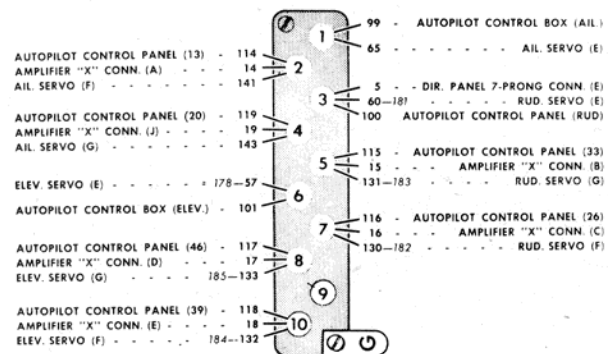 1
99 - AUTOPILOT CONTROL BOX (AIL.)
65 - - - - - - - AIL. SERVO (E)
AUTOPILOT CONTROL PANEL (13) - 114
AMPLIFIER "X" CONN. (A) - - - 14
AIL. SERVO (F) - - - - - - - 141
2
3
5 - DIR. PANEL 7-PRONG CONN. (E)
60—181 - - - - RUD. SERVO (E)
100 AUTOPILOT CONTROL PANEL (RUD)
AUTOPILOT CONTROL PANEL (20) - 119
AMPLIFIER "X" CONN. (J) - - - 19
AIL. SERVO (G) - - - - - - - 143
4
5
115 - AUTOPILOT CONTROL PANEL (33)
15 - - - AMPLIFIER "X" CONN. (B)
131—183 - - - - RUD. SERVO (G)
ELEV. SERVO (E) - - - - - 178—57
AUTOPILOT CONTROL BOX (ELEV.) - 101
6
7
116 - AUTOPILOT CONTROL PANEL (26)
16 - - - AMPLIFIER "X" CONN. (C)
130—182 - - - - - RUD. SERVO (F)
AUTOPILOT CONTROL PANEL (46) - 117
AMPLIFIER "X" CONN. (D) - - - - 17
ELEV. SERVO (G) - - - - 185—133
8
9
AUTOPILOT CONTROL PANEL (39) - 118
AMPLIFIER "X" CONN. (E) - - - - 18
ELEV. SERVO (F) - - - - 184—132
10
G